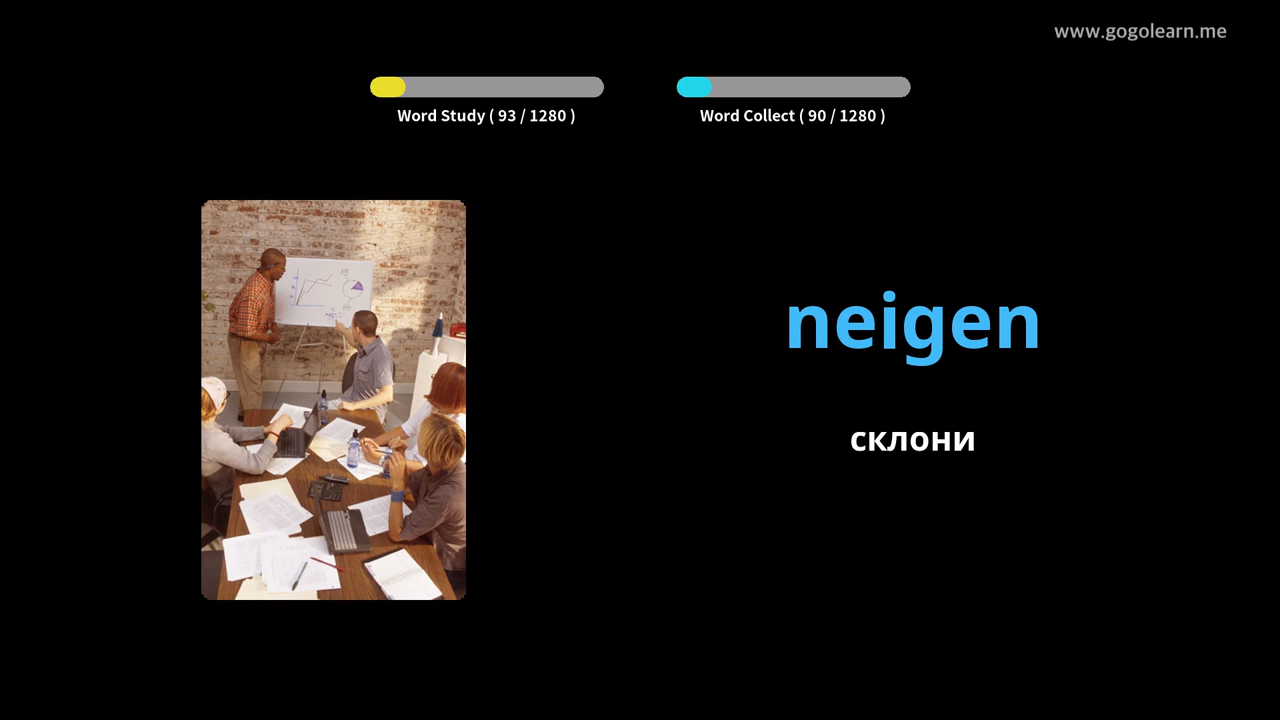 www.gogolearn.me
Word Study ( 93 / 1280 )
Word Collect ( 90 / 1280 )
neigen
склони